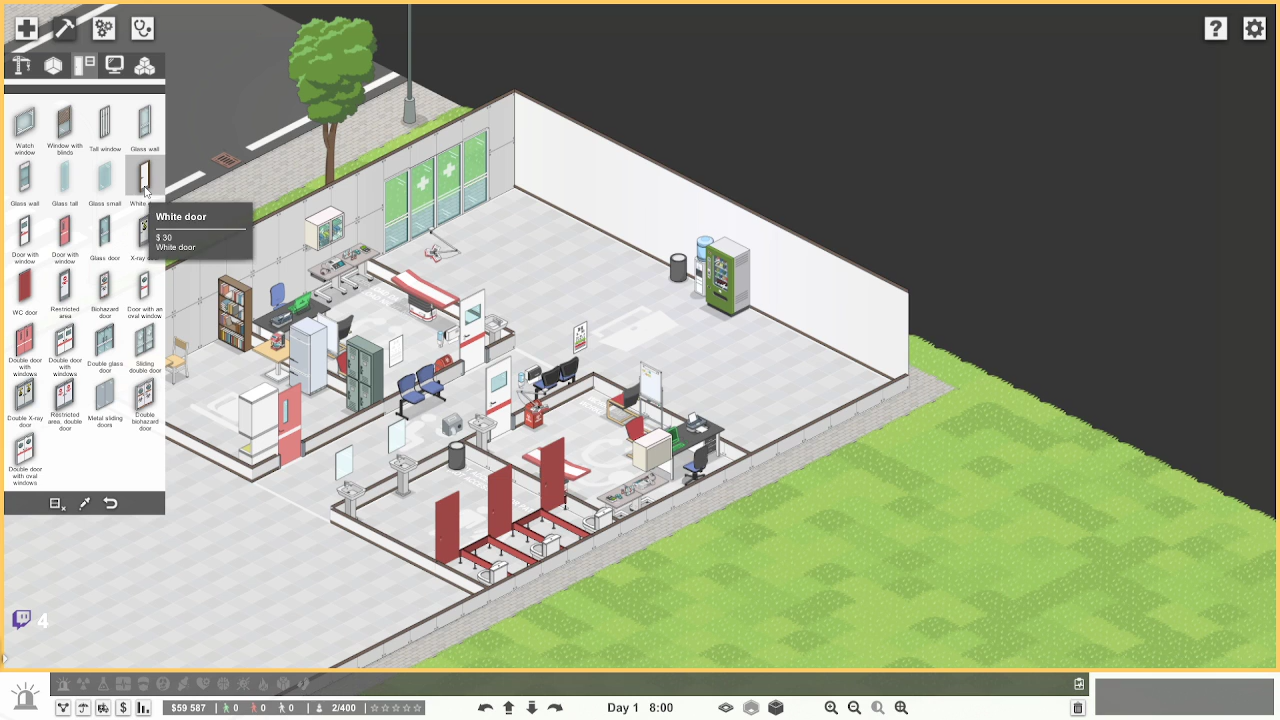 Watch window
Window with blinds
Tall window
Glass wall
Glass wall
Glass tall
Glass small
White
White door
$ 30
White door
Door with window
Door with window
Glass door
X-ray
WC door
Restricted area
Biohazard door
Door with an oval window
Double door with windows
Double door with windows
Double glass door
Sliding double door
Double X-ray door
Restricted area, double door
Metal sliding doors
Double biohazard door
Double door with oval windows
4
$59 587
0
0
0
2/400
Day 1 8:00